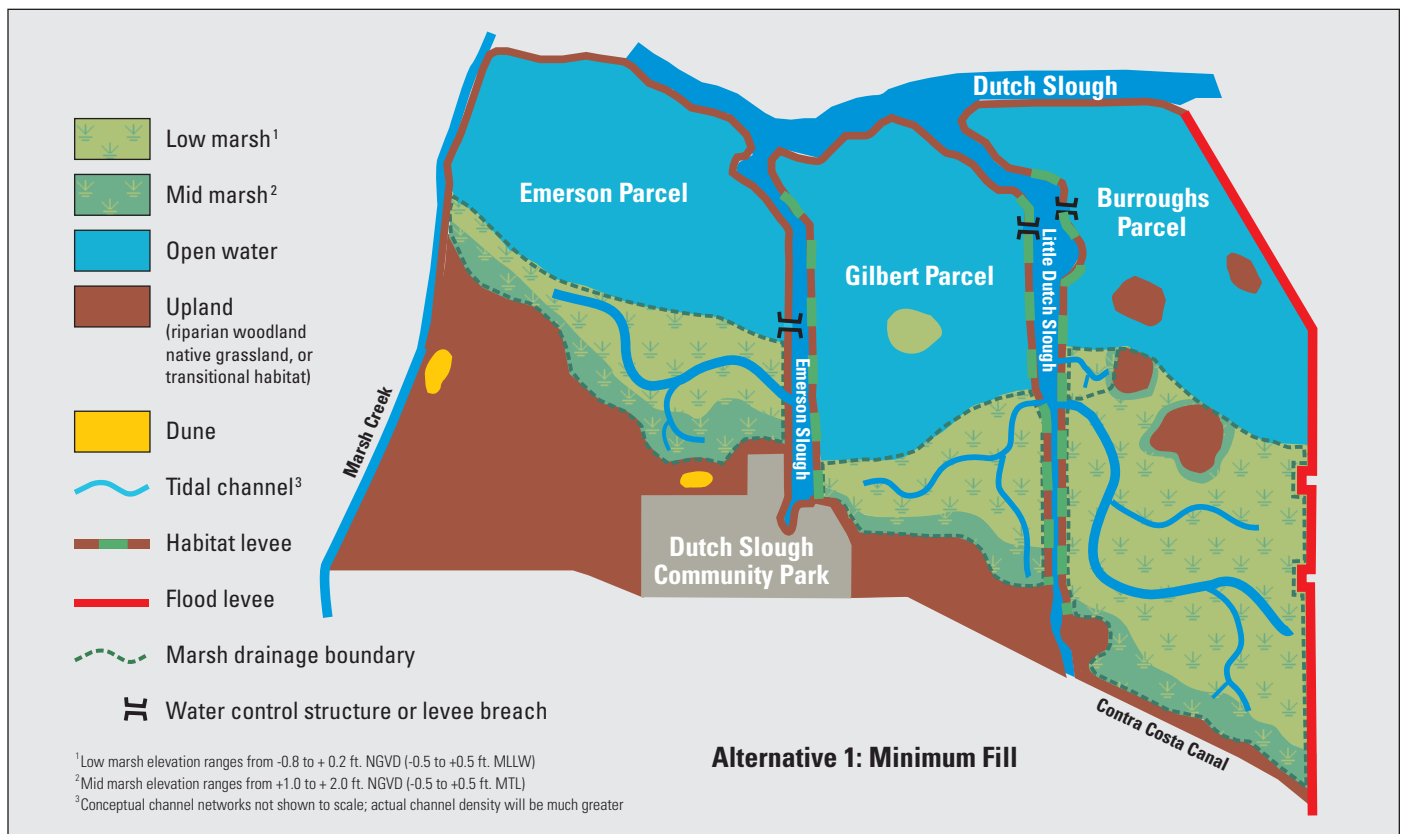 Low marsh1
Mid marsh2
Open water
Upland
(riparian woodland
native grassland, or
transitional habitat)
Dune
Tidal channel3
Habitat levee
Flood levee
Marsh drainage boundary
Water control structure or levee breach
1Low marsh elevation ranges from -0.8 to + 0.2 ft. NGVD (-0.5 to +0.5 ft. MLLW)
2Mid marsh elevation ranges from +1.0 to + 2.0 ft. NGVD (-0.5 to +0.5 ft. MTL)
3Conceptual channel networks not shown to scale; actual channel density will be much greater
Dutch Slough
Emerson Parcel
Burroughs
Parcel
Gilbert Parcel
Little Dutch Slough
Emerson Slough
Marsh Creek
Dutch Slough
Community Park
Contra Costa Canal
Alternative 1: Minimum Fill